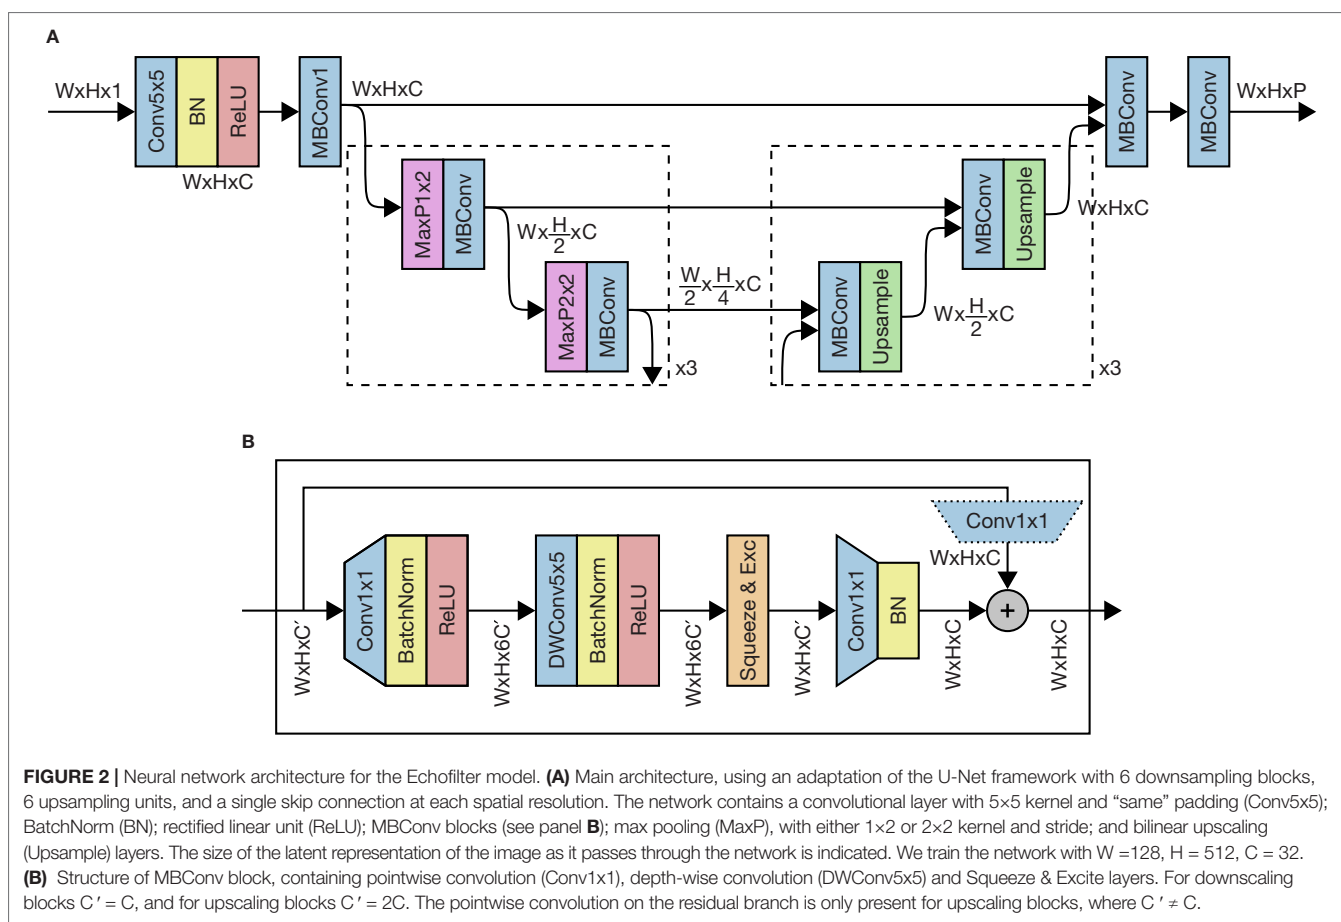 A
WxHx1
Conv5x5
BN
ReLU
WxHxC
MBConv1
WxHxC
MBConv
MBConv
WxHxP
MaxP1x2
MBConv
Wx H/2 xC
MBConv
Upsample
WxHxC
MaxP2x2
MBConv
W/2 x H/4 xC
MBConv
Upsample
Wx H/2 xC
x3
x3
B
Conv1x1
WxHxC
WxHxC′
Conv1x1
BatchNorm
ReLU
WxHx6C′
DWConv5x5
BatchNorm
ReLU
WxHx6C′
Squeeze & Exc
WxHxC′
Conv1x1
BN
WxHxC
+
WxHxC
FIGURE 2 | Neural network architecture for the Echofilter model. (A) Main architecture, using an adaptation of the U-Net framework with 6 downsampling blocks,
6 upsampling units, and a single skip connection at each spatial resolution. The network contains a convolutional layer with 5×5 kernel and “same” padding (Conv5x5);
BatchNorm (BN); rectified linear unit (ReLU); MBConv blocks (see panel B); max pooling (MaxP), with either 1×2 or 2×2 kernel and stride; and bilinear upscaling
(Upsample) layers. The size of the latent representation of the image as it passes through the network is indicated. We train the network with W =128, H = 512, C = 32.
(B) Structure of MBConv block, containing pointwise convolution (Conv1x1), depth-wise convolution (DWConv5x5) and Squeeze & Excite layers. For downscaling
blocks C ′ = C, and for upscaling blocks C ′ = 2C. The pointwise convolution on the residual branch is only present for upscaling blocks, where C ′ ≠ C.